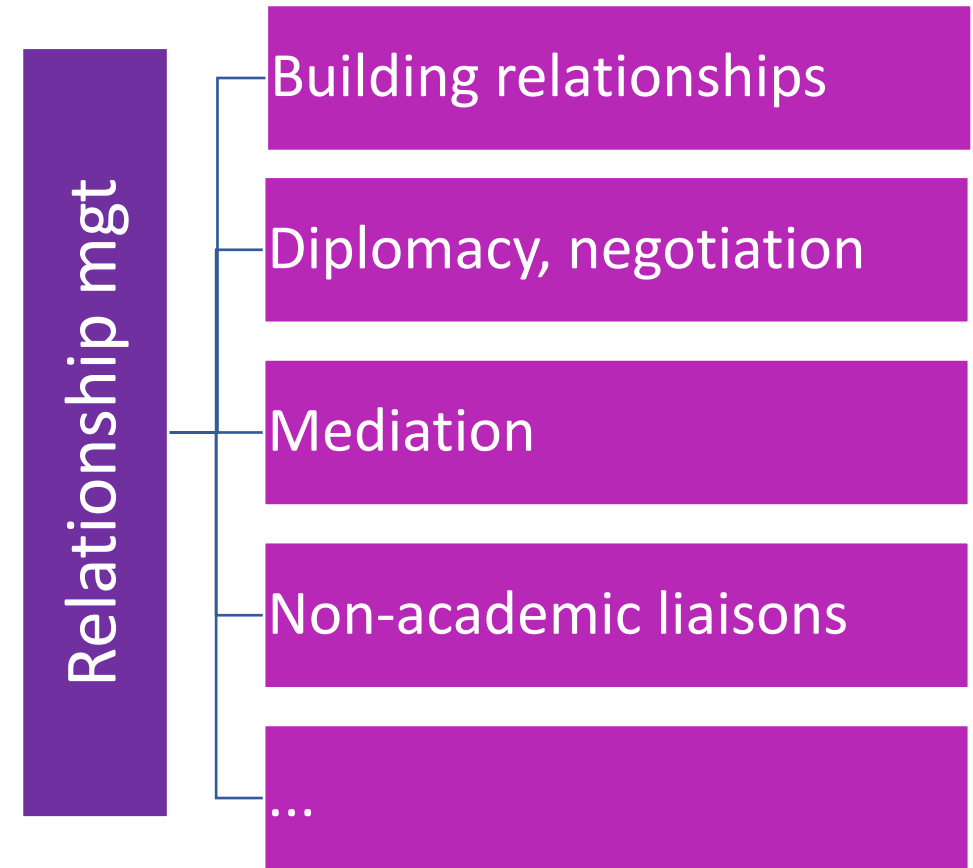 Relationship mgt
Building relationships
Diplomacy, negotiation
Mediation
Non-academic liaisons
...